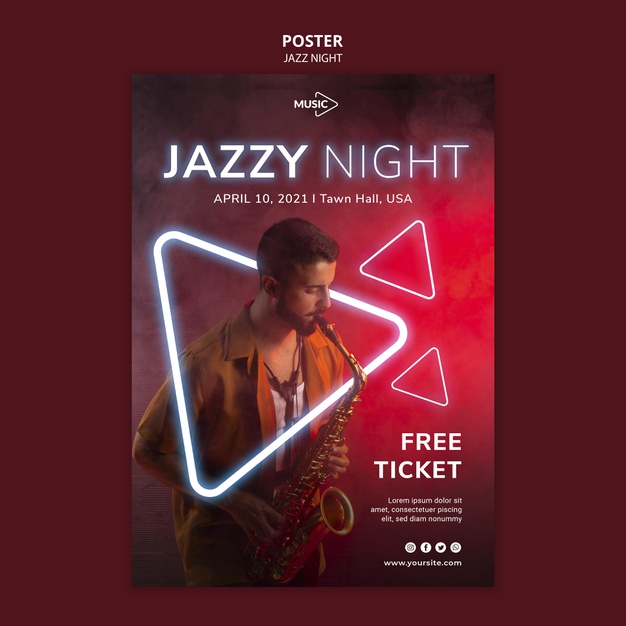 POSTER
JAZZ NIGHT
MUSIC
JAZZY NIGHT
APRIL 10, 2021 I Tawn Hall, USA
FREE
TICKET
Lorem ipsum dolor sit
amet, consectetuer piscing
elit, sed diam nonummy
www.yoursite.com